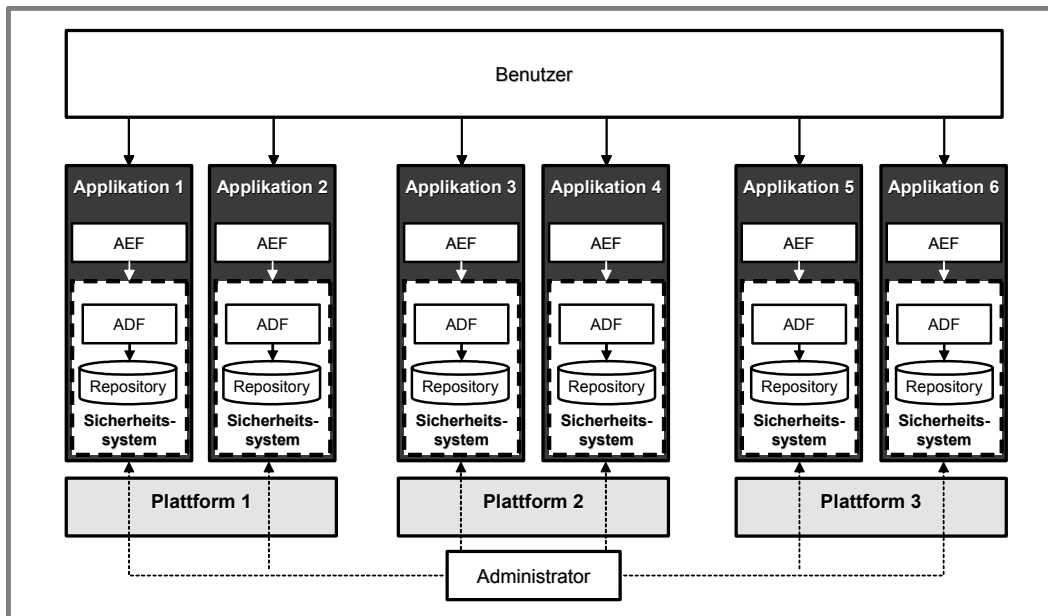 Benutzer
Applikation 1
Applikation 2
Applikation 3
Applikation 4
Applikation 5
Applikation 6
AEF
AEF
AEF
AEF
AEF
AEF
ADF
ADF
ADF
ADF
ADF
ADF
Repository
Repository
Repository
Repository
Repository
Repository
Sicherheits-
system
Sicherheits-
system
Sicherheits-
system
Sicherheits-
system
Sicherheits-
system
Sicherheits-
system
Plattform 1
Plattform 2
Plattform 3
Administrator